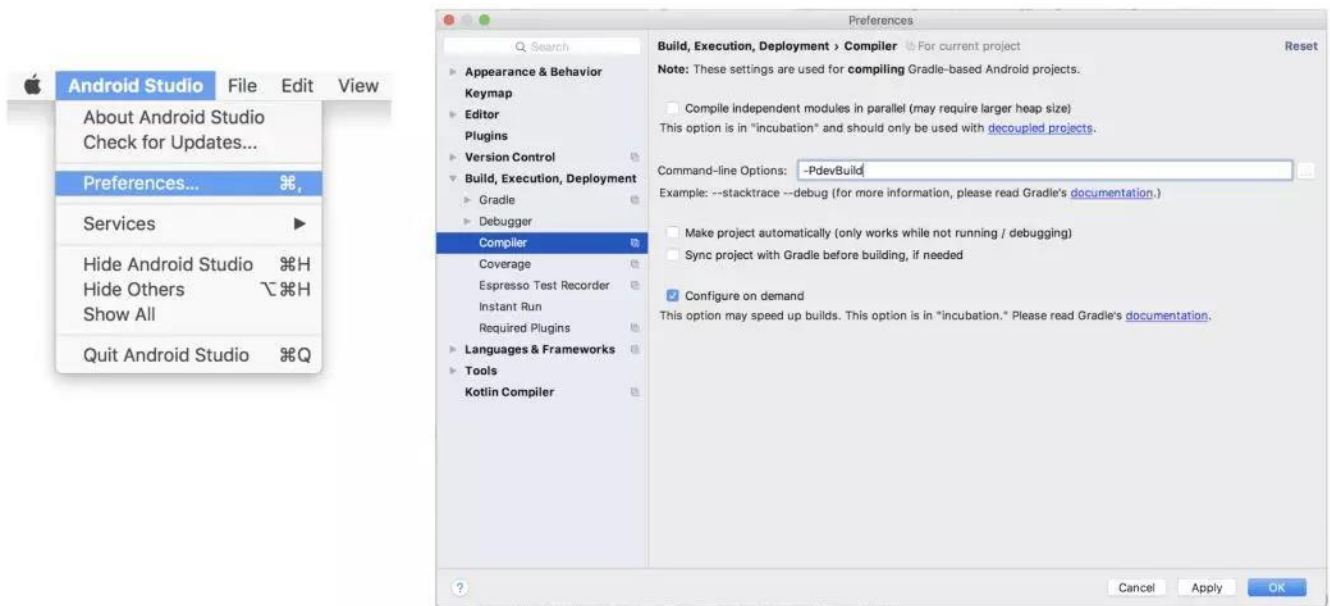 Android Studio File Edit View
About Android Studio
Check for Updates...
Preferences... ⌘,
Services ▶
Hide Android Studio ⌘H
Hide Others ⌥⌘H
Show All
Quit Android Studio ⌘Q
Preferences
Search
Appearance & Behavior
Keymap
Editor
Plugins
Version Control
Build, Execution, Deployment
Gradle
Debugger
Compiler
Coverage
Espresso Test Recorder
Instant Run
Required Plugins
Languages & Frameworks
Tools
Kotlin Compiler
Build, Execution, Deployment › Compiler For current project Reset
Note: These settings are used for compiling Gradle-based Android projects.
Compile independent modules in parallel (may require larger heap size)
This option is in "incubation" and should only be used with decoupled projects.
Command-line Options: -PdevBuild
Example: --stacktrace --debug (for more information, please read Gradle's documentation.)
Make project automatically (only works while not running / debugging)
Sync project with Gradle before building, if needed
Configure on demand
This option may speed up builds. This option is in "incubation." Please read Gradle's documentation.
? Cancel Apply OK